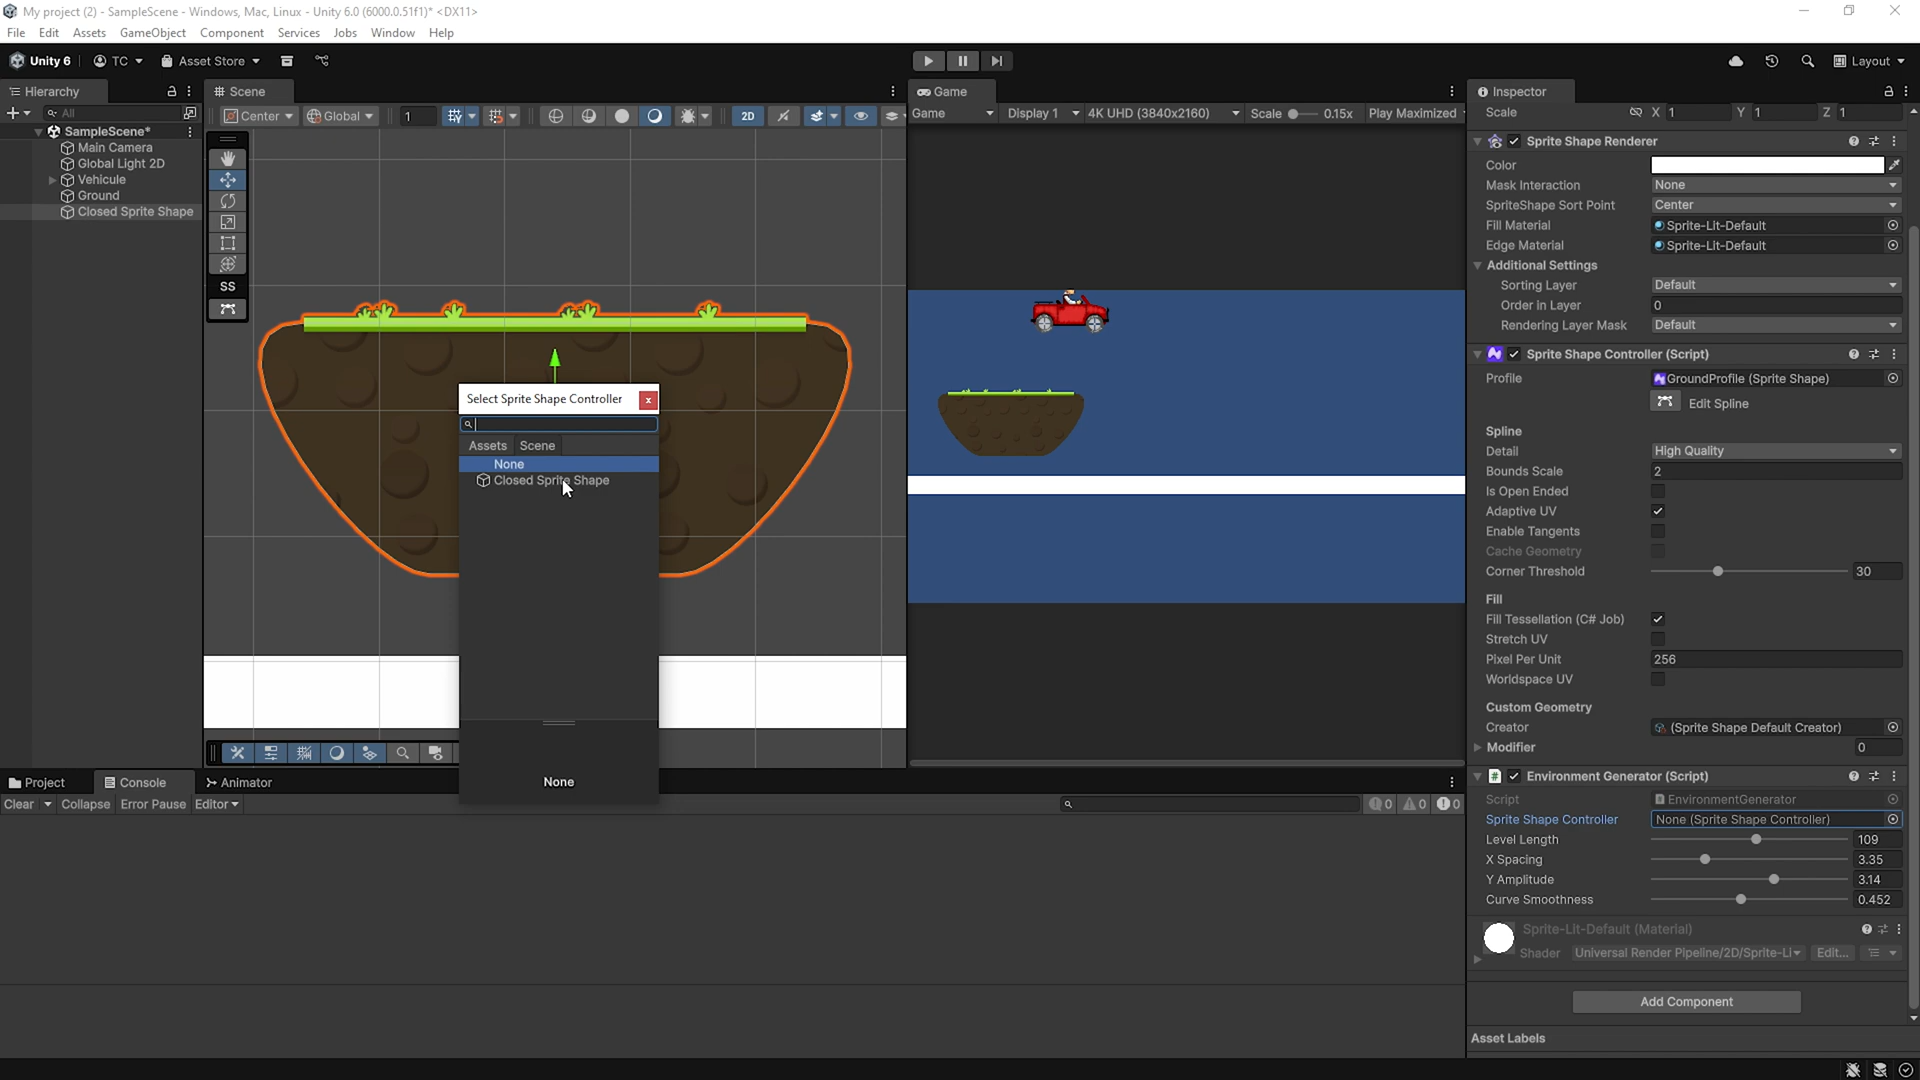 My project (2) - SampleScene - Windows, Mac, Linux - Unity 6.0 (6000.0.51f1)* <DX11>
File Edit Assets GameObject Component Services Jobs Window Help
Unity 6 TC Asset Store Layout
Hierarchy
All
SampleScene*
Main Camera
Global Light 2D
Vehicule
Ground
Closed Sprite Shape
Scene
Center Global 1 2D
SS
Select Sprite Shape Controller x
Assets Scene
None
Closed Sprite Shape
None
Game
Game Display 1 4K UHD (3840x2160) Scale 0.15x Play Maximized
Project Console Animator
Clear Collapse Error Pause Editor 0 0 0
Inspector
Scale X 1 Y 1 Z 1
Sprite Shape Renderer
Color
Mask Interaction None
SpriteShape Sort Point Center
Fill Material Sprite-Lit-Default
Edge Material Sprite-Lit-Default
Additional Settings
Sorting Layer Default
Order in Layer 0
Rendering Layer Mask Default
Sprite Shape Controller (Script)
Profile GroundProfile (Sprite Shape)
Edit Spline
Spline
Detail High Quality
Bounds Scale 2
Is Open Ended
Adaptive UV
Enable Tangents
Cache Geometry
Corner Threshold 30
Fill
Fill Tessellation (C# Job)
Stretch UV
Pixel Per Unit 256
Worldspace UV
Custom Geometry
Creator (Sprite Shape Default Creator)
Modifier 0
# Environment Generator (Script)
Script EnvironmentGenerator
Sprite Shape Controller None (Sprite Shape Controller)
Level Length 109
X Spacing 3.35
Y Amplitude 3.14
Curve Smoothness 0.452
Sprite-Lit-Default (Material)
Shader Universal Render Pipeline/2D/Sprite-Li Edit...
Add Component
Asset Labels